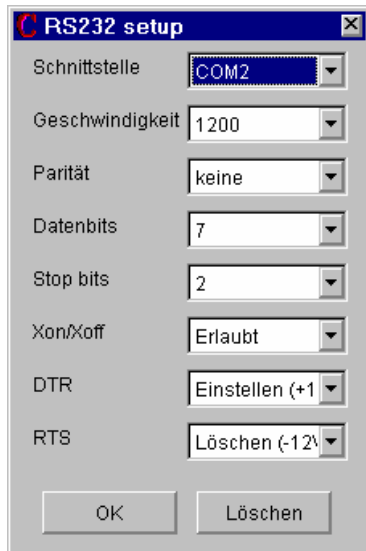 RS232 setup
Schnittstelle COM2
Geschwindigkeit 1200
Parität keine
Datenbits 7
Stop bits 2
Xon/Xoff Erlaubt
DTR Einstellen (+1
RTS Löschen (-12V
OK Löschen